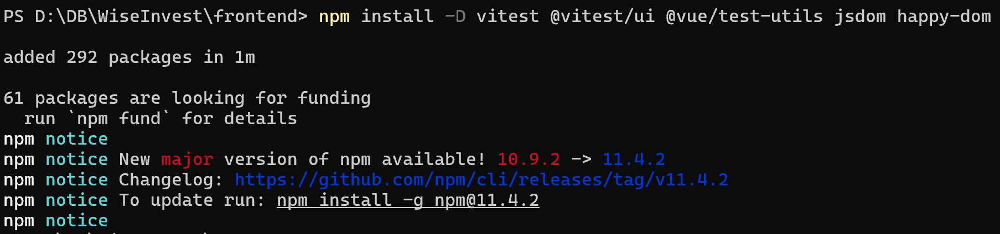 PS D:\DB\WiseInvest\frontend> npm install -D vitest @vitest/ui @vue/test-utils jsdom happy-dom
added 292 packages in 1m
61 packages are looking for funding
  run `npm fund` for details
npm notice
npm notice New major version of npm available! 10.9.2 -> 11.4.2
npm notice Changelog: https://github.com/npm/cli/releases/tag/v11.4.2
npm notice To update run: npm install -g npm@11.4.2
npm notice